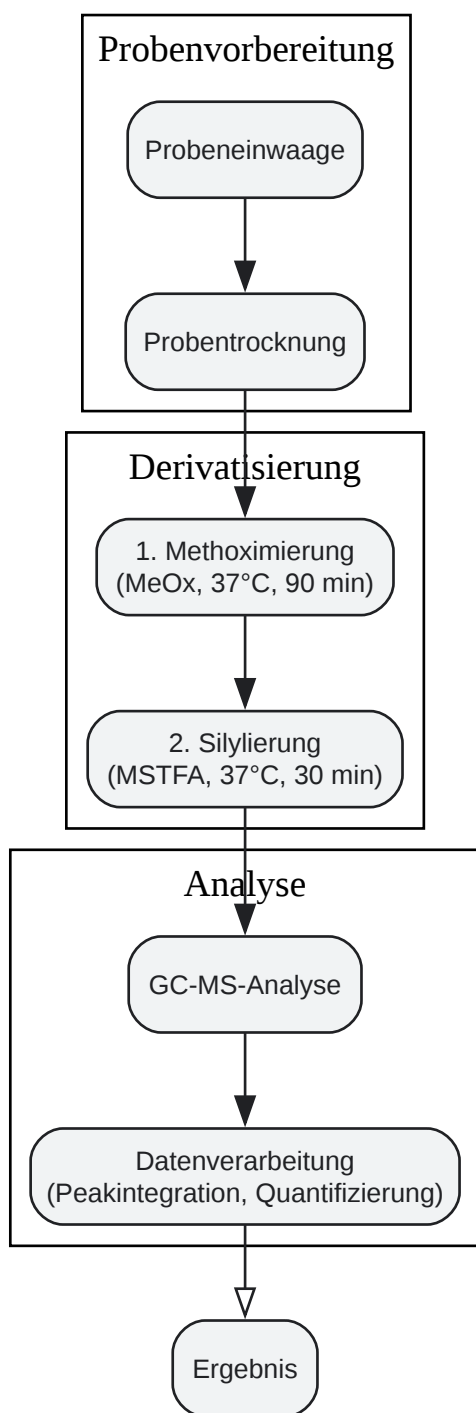 Probenvorbereitung
Probeneinwaage
Probentrocknung
Derivatisierung
1. Methoximierung
(MeOx, 37°C, 90 min)
2. Silylierung
(MSTFA, 37°C, 30 min)
Analyse
GC-MS-Analyse
Datenverarbeitung
(Peakintegration, Quantifizierung)
Ergebnis